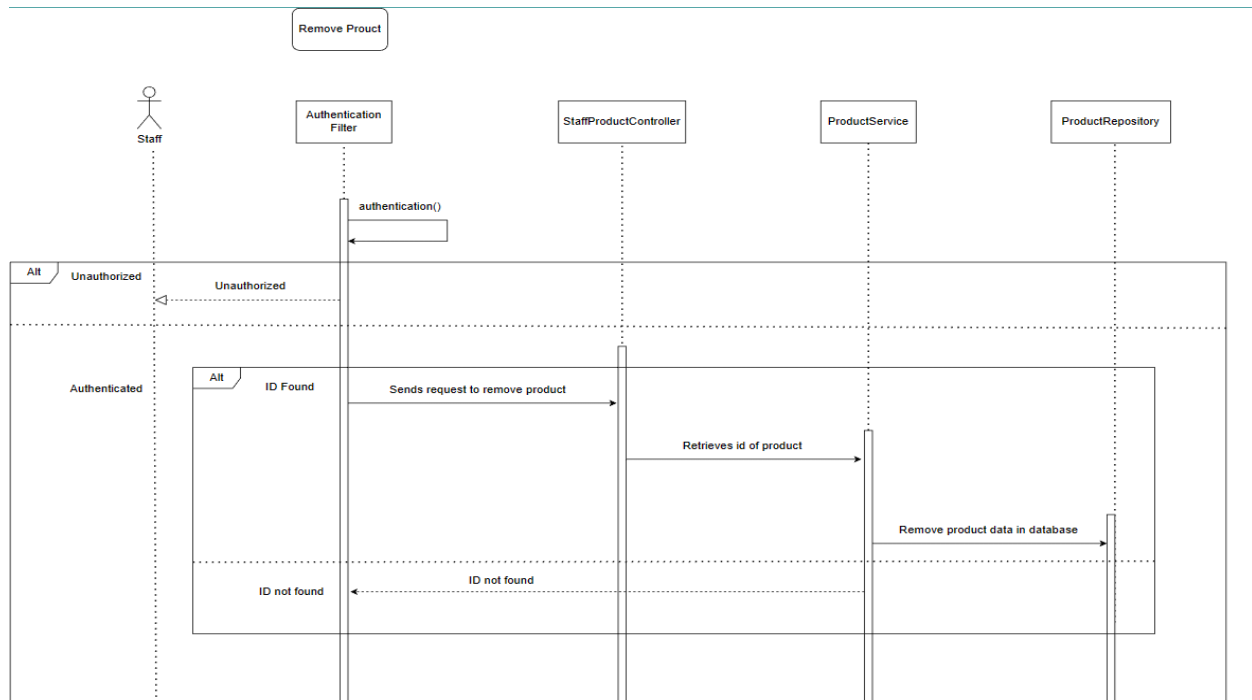 Remove Prouct
Staff
Authentication
Filter
StaffProductController
ProductService
ProductRepository
authentication()
Alt
Unauthorized
Unauthorized
Authenticated
Alt
ID Found
Sends request to remove product
Retrieves id of product
Remove product data in database
ID not found
ID not found